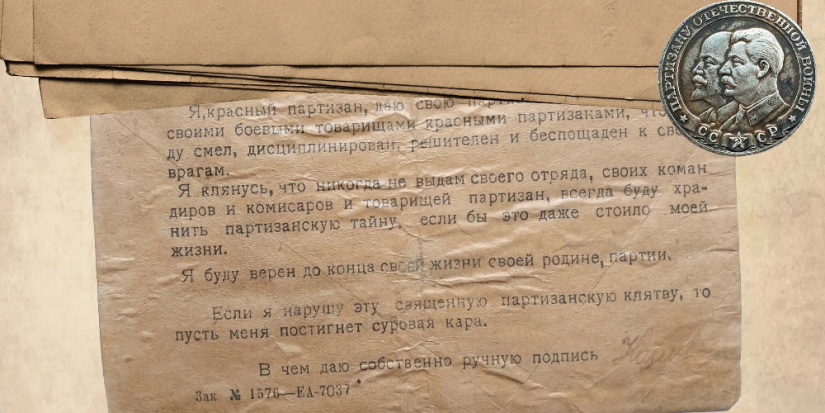 ПАРТИЗАНУ ОТЕЧЕСТВЕННОЙ ВОЙНЫ
СССР
Я, красный партизан, даю свою
своими боевыми товарищами красными партизанами, что
ду смел, дисциплинирован, решителен и беспощаден к
врагам.
Я клянусь, что никогда не выдам своего отряда, своих коман
диров и комисаров и товарищей партизан, всегда буду хра-
нить партизанскую тайну, если бы это даже стоило моей
жизни.
Я буду верен до конца своей жизни своей родине, партии.
Если я нарушу эту священную партизанскую клятву, то
пусть меня постигнет суровая кара.
В чем даю собственно ручную подпись
Зак № 1576—ЕА-7037